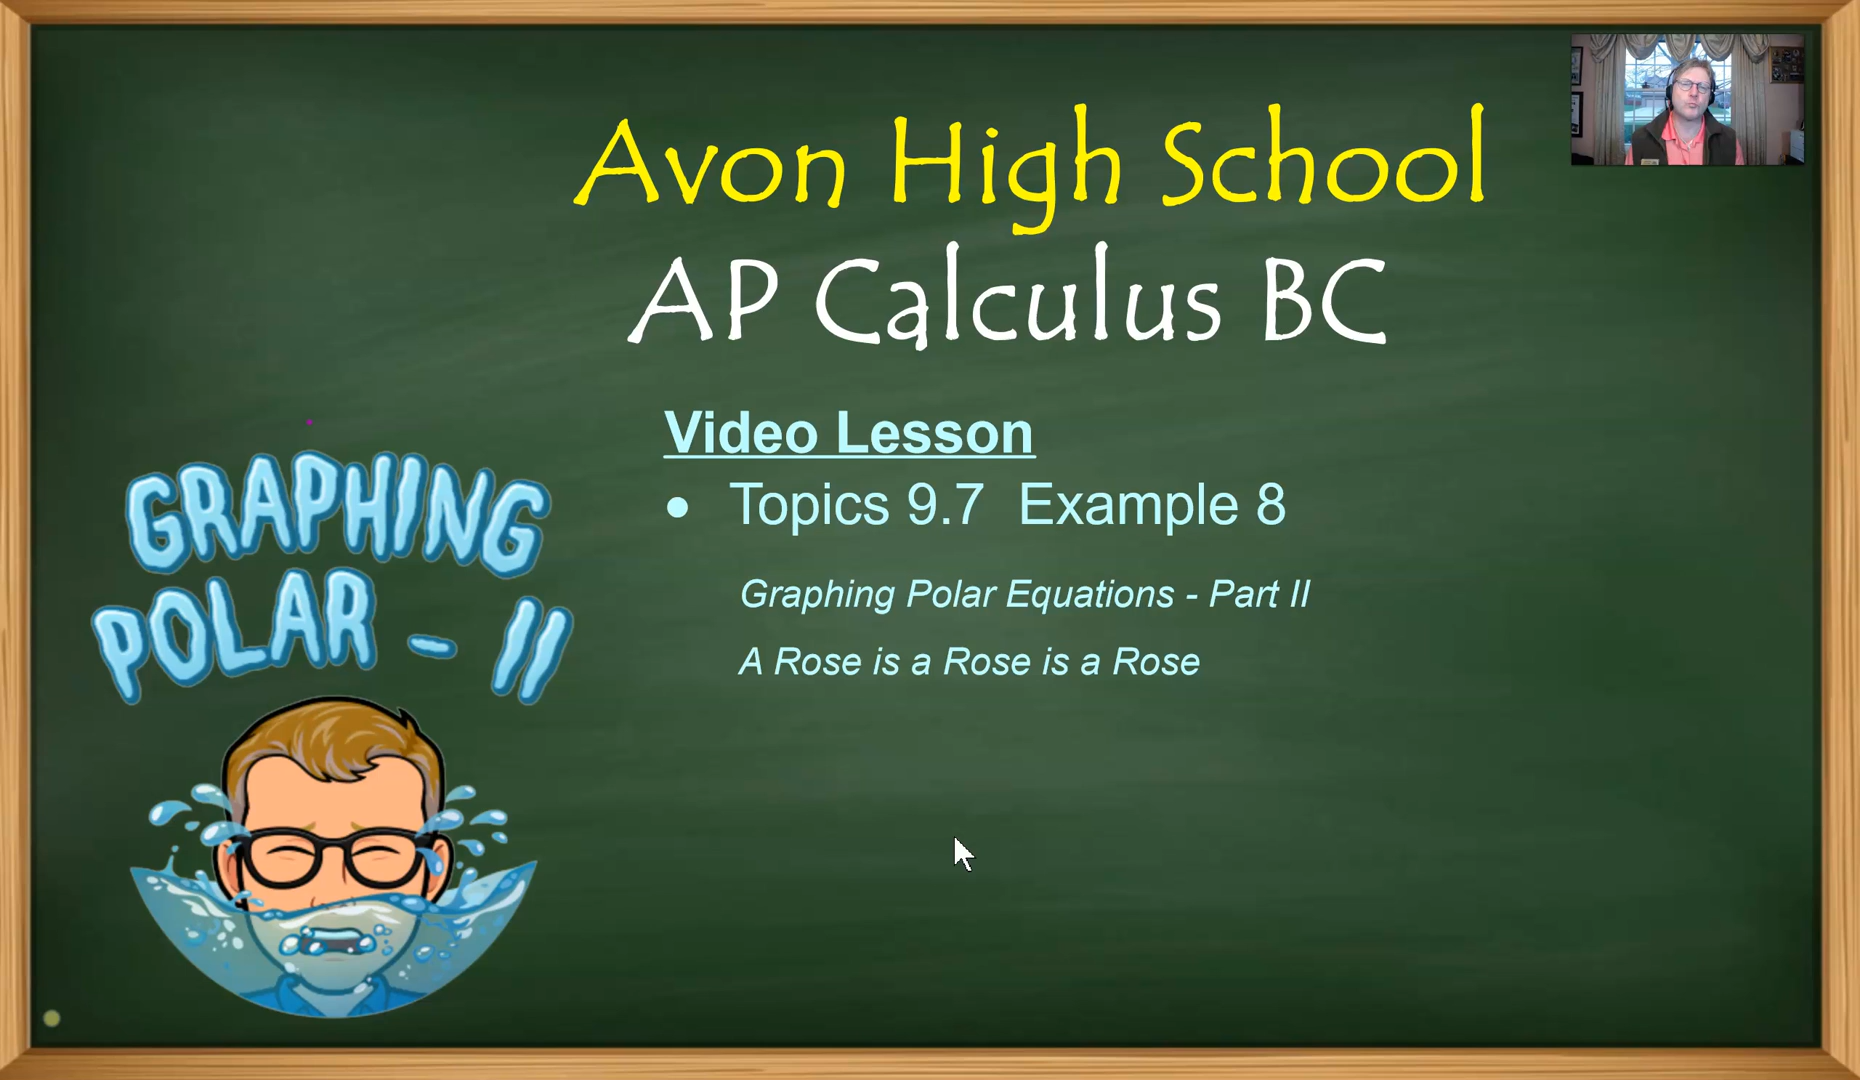 Avon High School
AP Calculus BC
Video Lesson
• Topics 9.7 Example 8
Graphing Polar Equations - Part II
A Rose is a Rose is a Rose
GRAPHING
POLAR - II